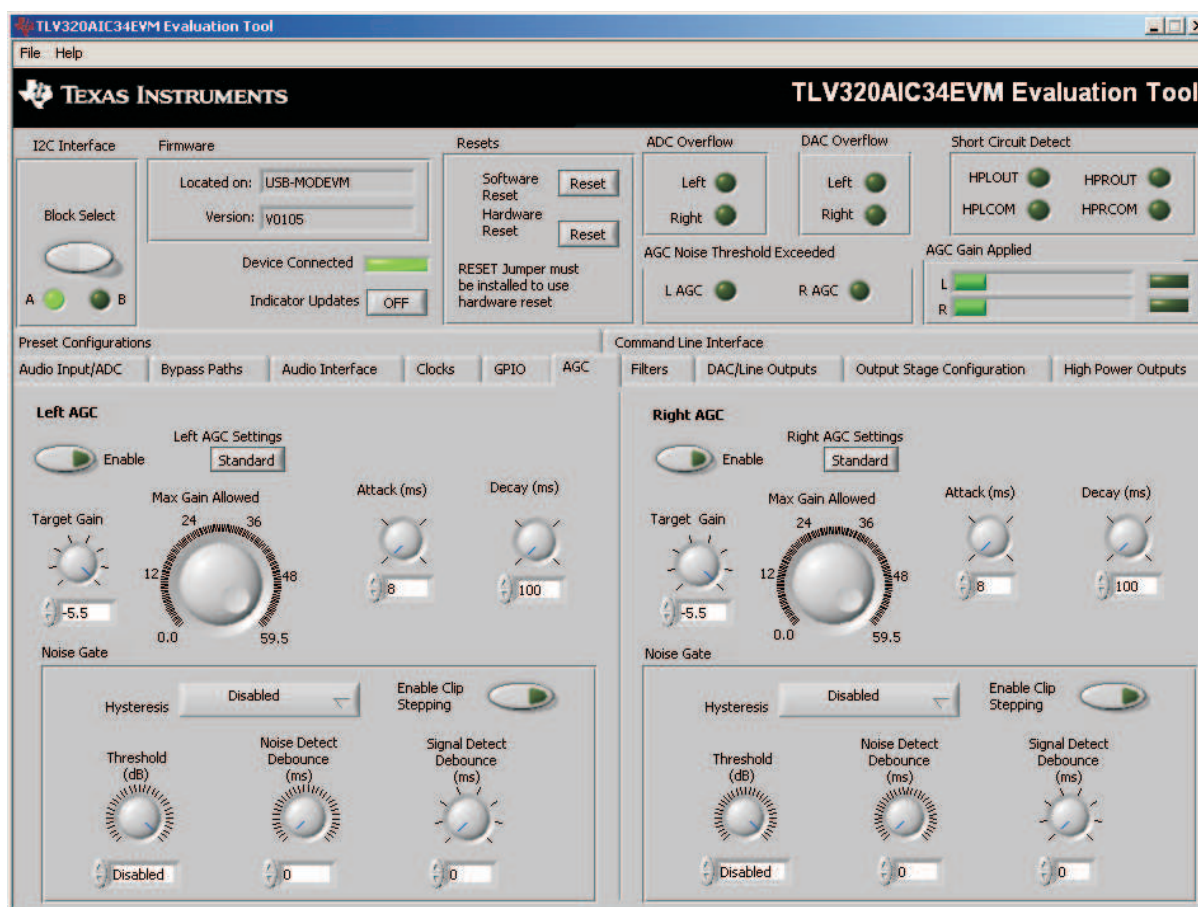 TLV320AIC34EVM Evaluation Tool
File Help
TEXAS INSTRUMENTS
TLV320AIC34EVM Evaluation Tool
I2C Interface
Block Select
A B
Firmware
Located on: USB-MODEVM
Version: V0105
Device Connected
Indicator Updates OFF
Resets
Software Reset Reset
Hardware Reset Reset
RESET Jumper must
be installed to use
hardware reset
ADC Overflow
Left
Right
DAC Overflow
Left
Right
Short Circuit Detect
HPLOUT HPROUT
HPLCOM HPRCOM
AGC Noise Threshold Exceeded
L AGC R AGC
AGC Gain Applied
L
R
Preset Configurations Command Line Interface
Audio Input/ADC Bypass Paths Audio Interface Clocks GPIO AGC Filters DAC/Line Outputs Output Stage Configuration High Power Outputs
Left AGC
Enable
Left AGC Settings
Standard
Target Gain
-5.5
Max Gain Allowed
24 36
12 48
0.0 59.5
Attack (ms)
8
Decay (ms)
100
Noise Gate
Hysteresis Disabled
Enable Clip
Stepping
Threshold
(dB)
Disabled
Noise Detect
Debounce
(ms)
0
Signal Detect
Debounce
(ms)
0
Right AGC
Enable
Right AGC Settings
Standard
Target Gain
-5.5
Max Gain Allowed
24 36
12 48
0.0 59.5
Attack (ms)
8
Decay (ms)
100
Noise Gate
Hysteresis Disabled
Enable Clip
Stepping
Threshold
(dB)
Disabled
Noise Detect
Debounce
(ms)
0
Signal Detect
Debounce
(ms)
0